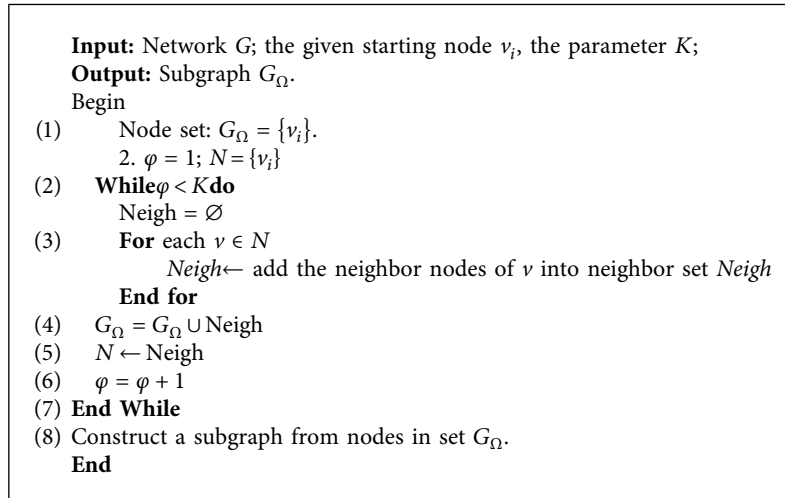 Input: Network G; the given starting node vᵢ, the parameter K;
Output: Subgraph G_Ω.
Begin
(1) Node set: G_Ω = {vᵢ}.
2. φ = 1; N = {vᵢ}
(2) Whileφ < Kdo
Neigh = ∅
(3) For each v ∈ N
Neigh← add the neighbor nodes of v into neighbor set Neigh
End for
(4) G_Ω = G_Ω ∪ Neigh
(5) N ← Neigh
(6) φ = φ + 1
(7) End While
(8) Construct a subgraph from nodes in set G_Ω.
End